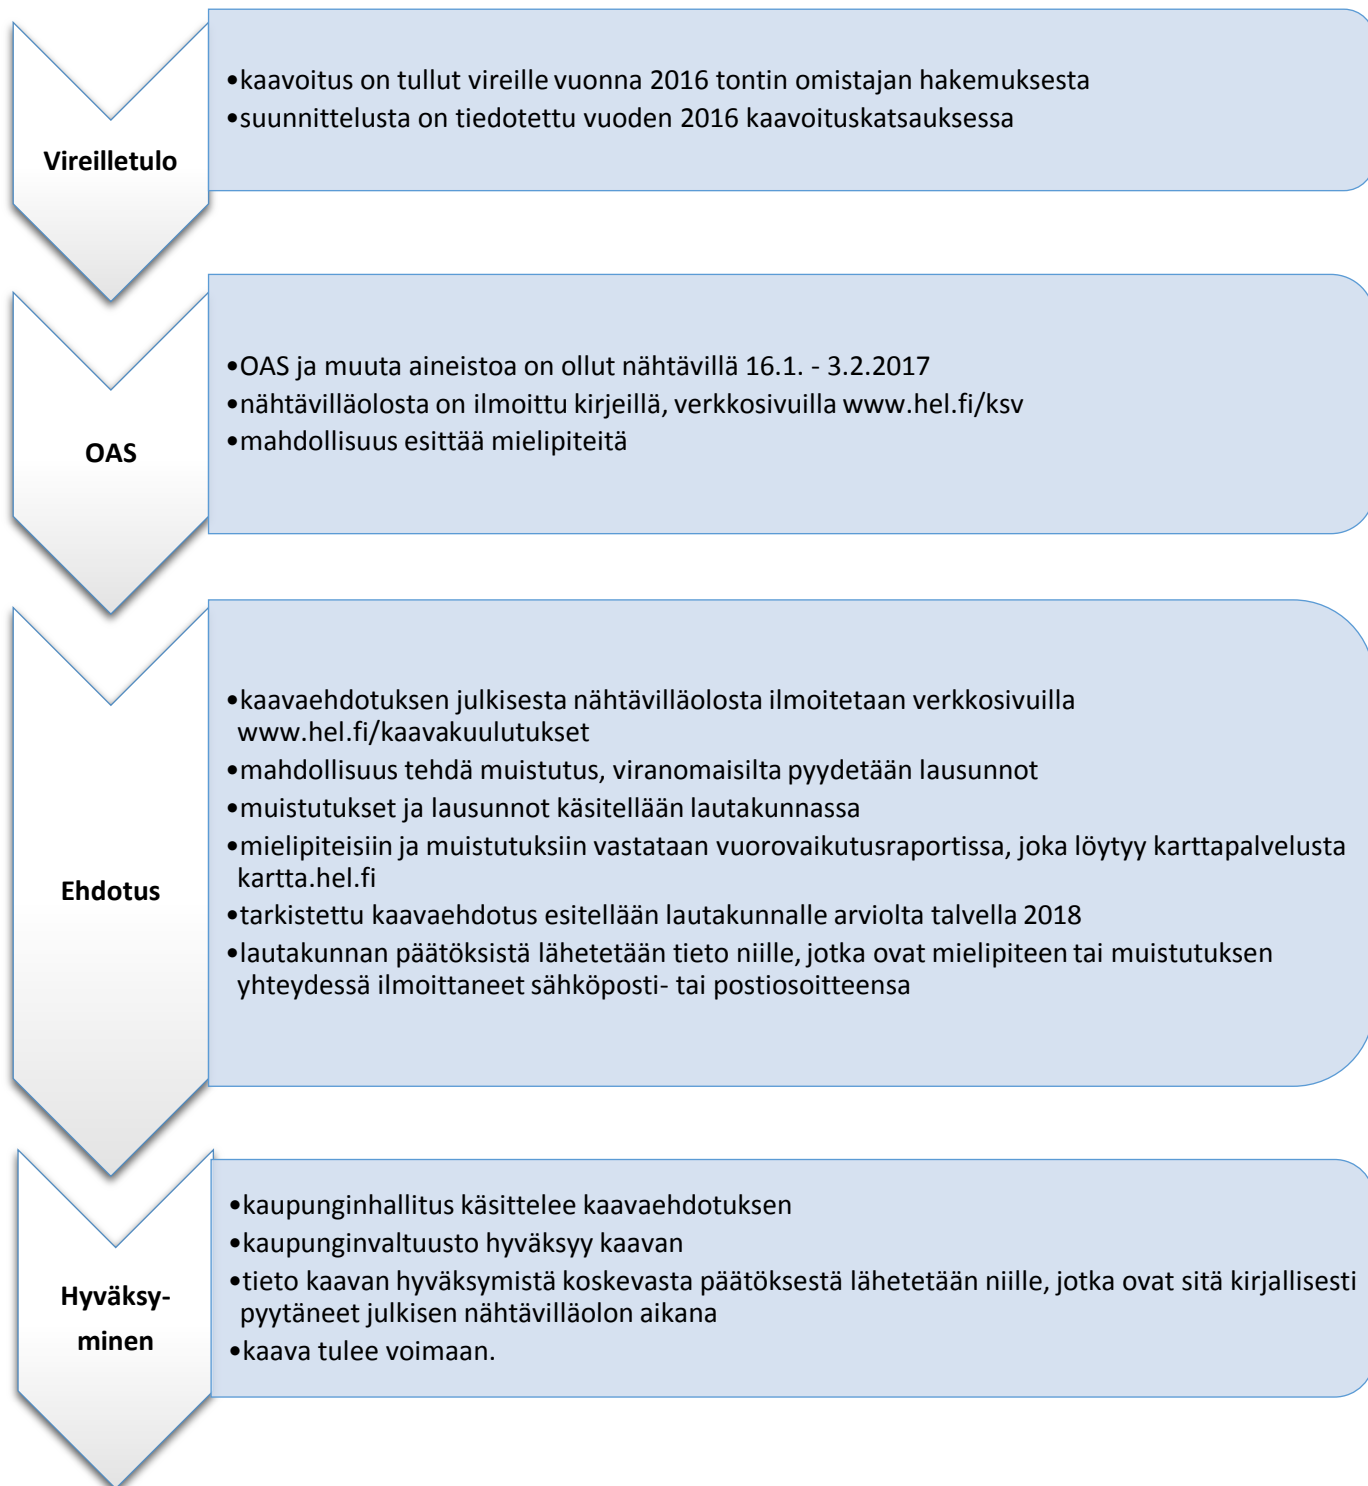 Vireilletulo
•kaavoitus on tullut vireille vuonna 2016 tontin omistajan hakemuksesta
•suunnittelusta on tiedotettu vuoden 2016 kaavoituskatsauksessa
OAS
•OAS ja muuta aineistoa on ollut nähtävillä 16.1. - 3.2.2017
•nähtävilläolosta on ilmoittu kirjeillä, verkkosivuilla www.hel.fi/ksv
•mahdollisuus esittää mielipiteitä
Ehdotus
•kaavaehdotuksen julkisesta nähtävilläolosta ilmoitetaan verkkosivuilla
www.hel.fi/kaavakuulutukset
•mahdollisuus tehdä muistutus, viranomaisilta pyydetään lausunnot
•muistutukset ja lausunnot käsitellään lautakunnassa
•mielipiteisiin ja muistutuksiin vastataan vuorovaikutusraportissa, joka löytyy karttapalvelusta
kartta.hel.fi
•tarkistettu kaavaehdotus esitellään lautakunnalle arviolta talvella 2018
•lautakunnan päätöksistä lähetetään tieto niille, jotka ovat mielipiteen tai muistutuksen
yhteydessä ilmoittaneet sähköposti- tai postiosoitteensa
Hyväksy-
minen
•kaupunginhallitus käsittelee kaavaehdotuksen
•kaupunginvaltuusto hyväksyy kaavan
•tieto kaavan hyväksymistä koskevasta päätöksestä lähetetään niille, jotka ovat sitä kirjallisesti
pyytäneet julkisen nähtävilläolon aikana
•kaava tulee voimaan.